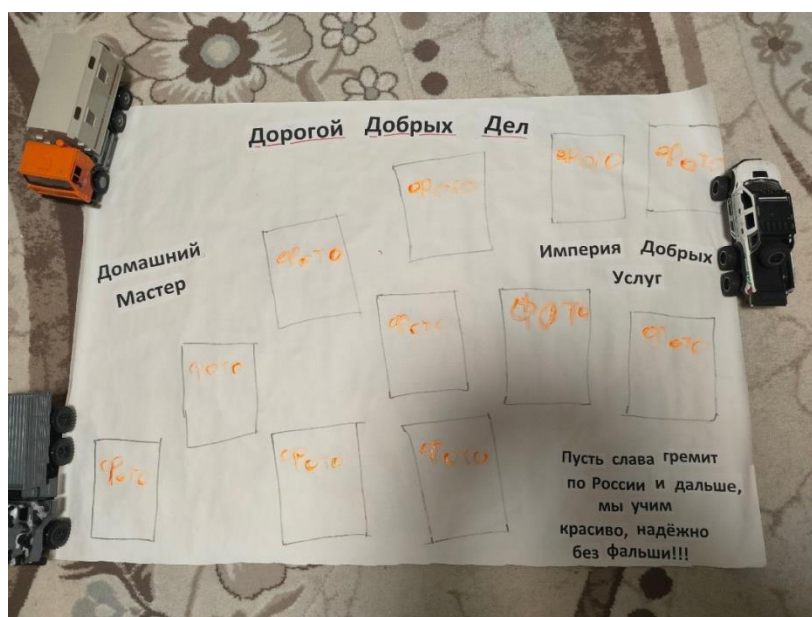 Дорогой Добрых Дел
фото
фото
фото
фото
Домашний
Мастер
Империя Добрых
Услуг
фото
Фото
фото
фото
фото
фото
фото
Пусть слава гремит
по России и дальше,
мы учим
красиво, надёжно
без фальши!!!